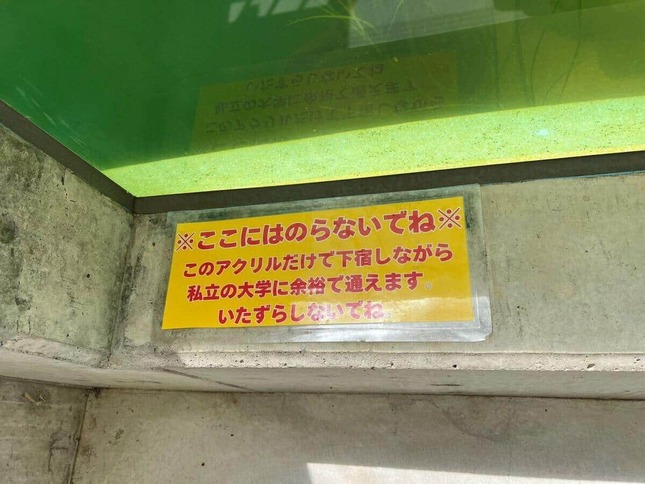 ※ここにはのらないでね※
このアクリルだけで下宿しながら
私立の大学に余裕で通えます。
いたずらしないでね。